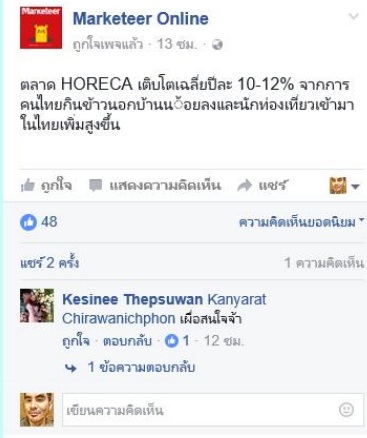 Marketeer
Marketeer Online
ถูกใจเพจแล้ว · 13 ชม. ·
ตลาด HORECA เติบโตเฉลี่ยปีละ 10-12% จากการ
คนไทยกินข้าวนอกบ้านน้อยลงและนักท่องเที่ยวเข้ามา
ในไทยเพิ่มสูงขึ้น
ถูกใจ แสดงความคิดเห็น แชร์
48 ความคิดเห็นยอดนิยม
แชร์ 2 ครั้ง 1 ความคิดเห็น
Kesinee Thepsuwan Kanyarat
Chirawanichphon เผื่อสนใจจ้า
ถูกใจ · ตอบกลับ · 1 · 12 ชม.
1 ข้อความตอบกลับ
เขียนความคิดเห็น